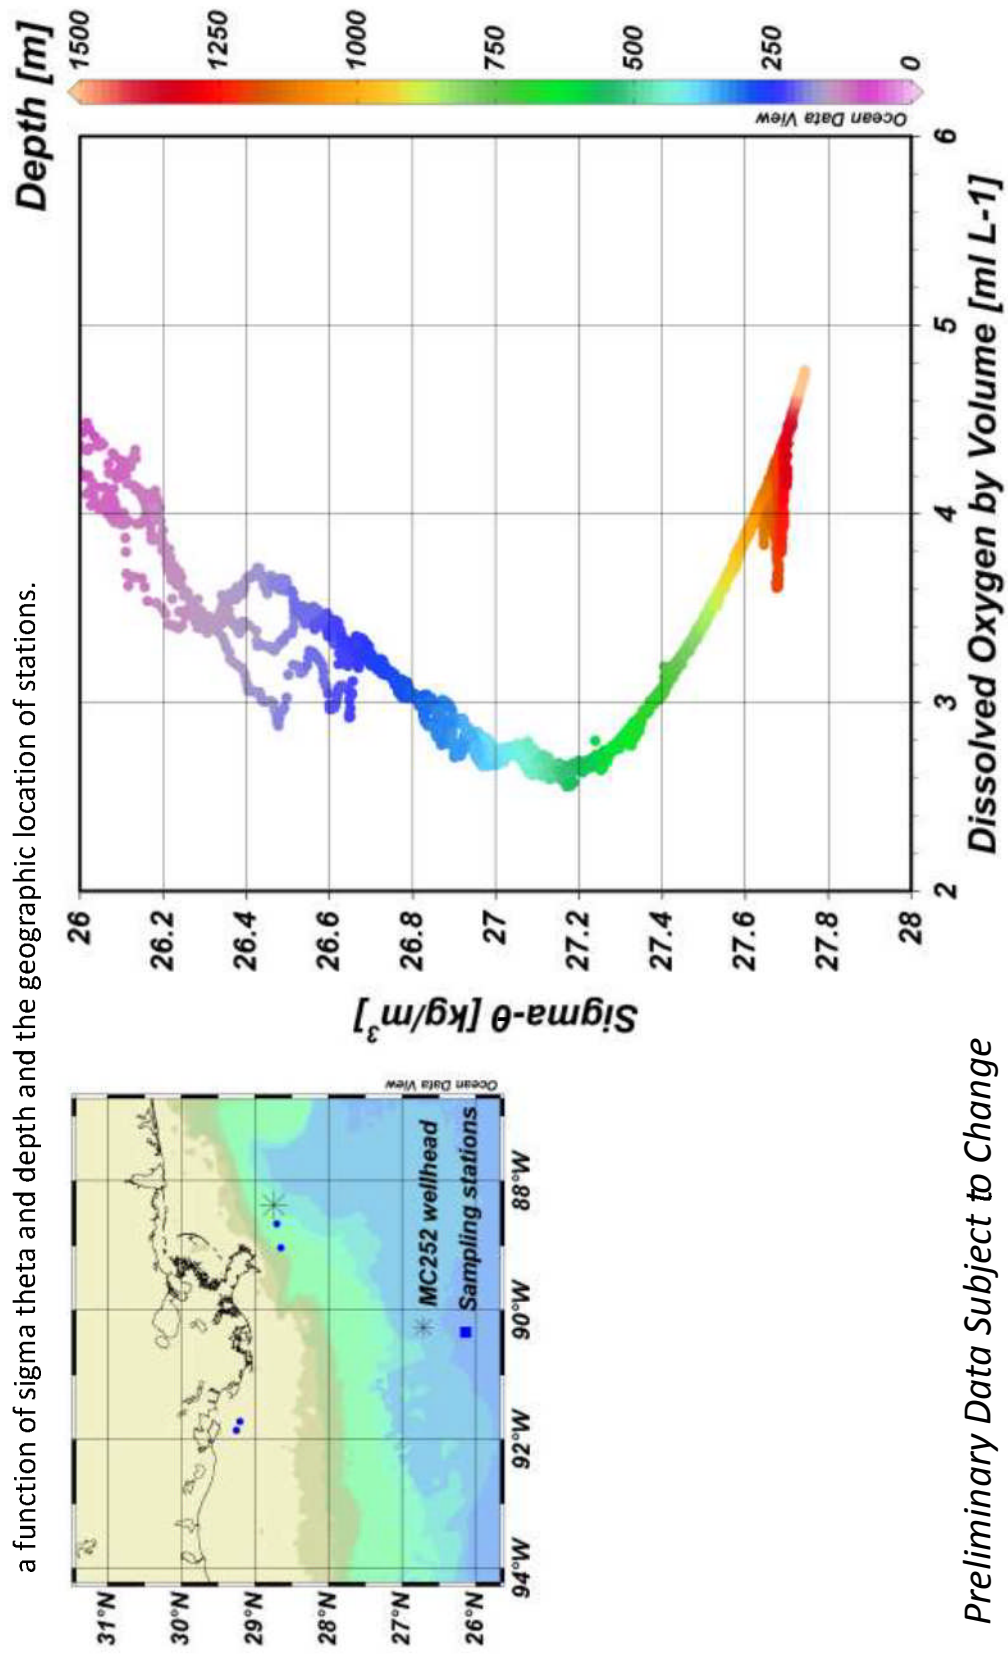 a function of sigma theta and depth and the geographic location of stations.
31°N
30°N
29°N
28°N
27°N
26°N
94°W
92°W
90°W
88°W
MC252 wellhead
Sampling stations
Ocean Data View
Sigma-θ [kg/m³]
26
26.2
26.4
26.6
26.8
27
27.2
27.4
27.6
27.8
28
2
3
4
5
6
Dissolved Oxygen by Volume [ml L-1]
Ocean Data View
Depth [m]
1500
1250
1000
750
500
250
0
Preliminary Data Subject to Change